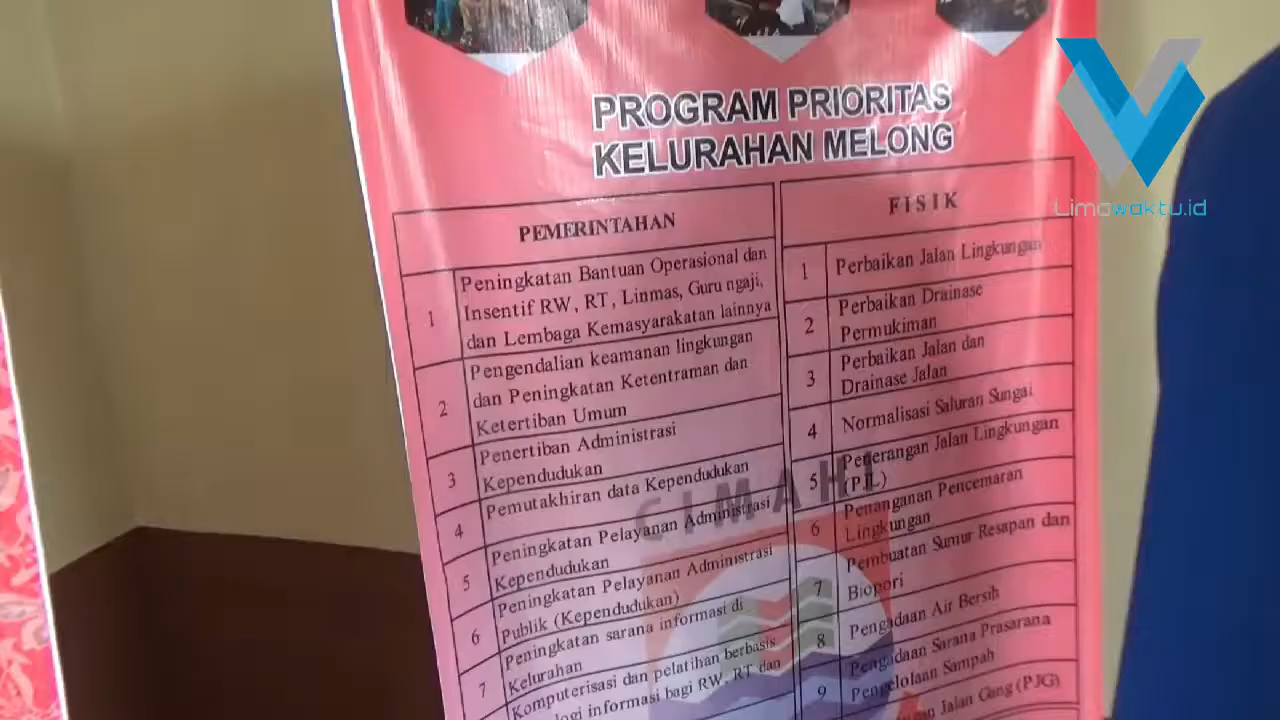 PROGRAM PRIORITAS
KELURAHAN MELONG
PEMERINTAHAN
1
Peningkatan Bantuan Operasional dan
Insentif RW, RT, Linmas, Guru ngaji,
dan Lembaga Kemasyarakatan lainnya
2
Pengendalian keamanan lingkungan
dan Peningkatan Ketentraman dan
Ketertiban Umum
3
Penertiban Administrasi
Kependudukan
4
Pemutakhiran data Kependudukan
5
Peningkatan Pelayanan Administrasi
Kependudukan
6
Peningkatan Pelayanan Administrasi
Publik (Kependudukan)
7
Peningkatan sarana informasi di
Kelurahan
Komputerisasi dan pelatihan berbasis
informasi bagi RW, RT dan
FISIK
1
Perbaikan Jalan Lingkungan
2
Perbaikan Drainase
Permukiman
3
Perbaikan Jalan dan
Drainase Jalan
4
Normalisasi Saluran Sungai
5
Penerangan Jalan Lingkungan
(PJL)
6
Penanganan Pencemaran
Lingkungan
7
Pembuatan Sumur Resapan dan
Biopori
8
Pengadaan Air Bersih
9
Pengadaan Sarana Prasarana
Pengelolaan Sampah
Jalan Gang (PJG)
CIMAHI
Limawaktu.id